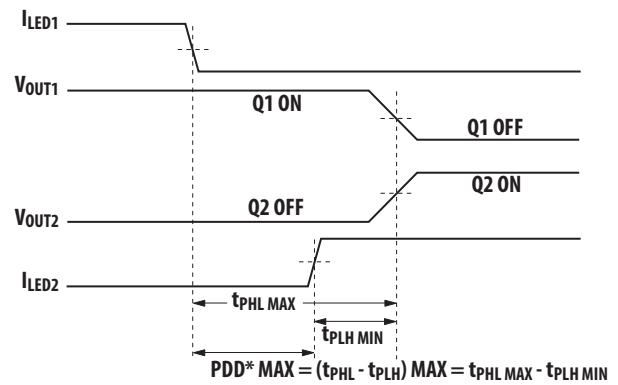 ILED1
VOUT1
Q1 ON
Q1 OFF
Q2 OFF
Q2 ON
VOUT2
ILED2
tPHL MAX
tPLH MIN
PDD* MAX = (tPHL - tPLH) MAX = tPHL MAX - tPLH MIN